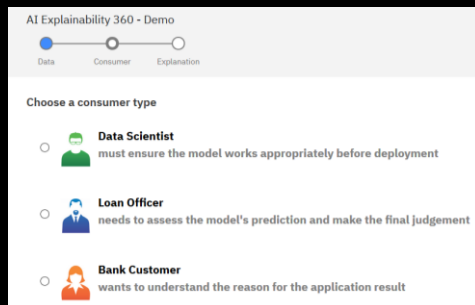 AI Explainability 360 - Demo
Data Consumer Explanation
Choose a consumer type
Data Scientist
must ensure the model works appropriately before deployment
Loan Officer
needs to assess the model's prediction and make the final judgement
Bank Customer
wants to understand the reason for the application result